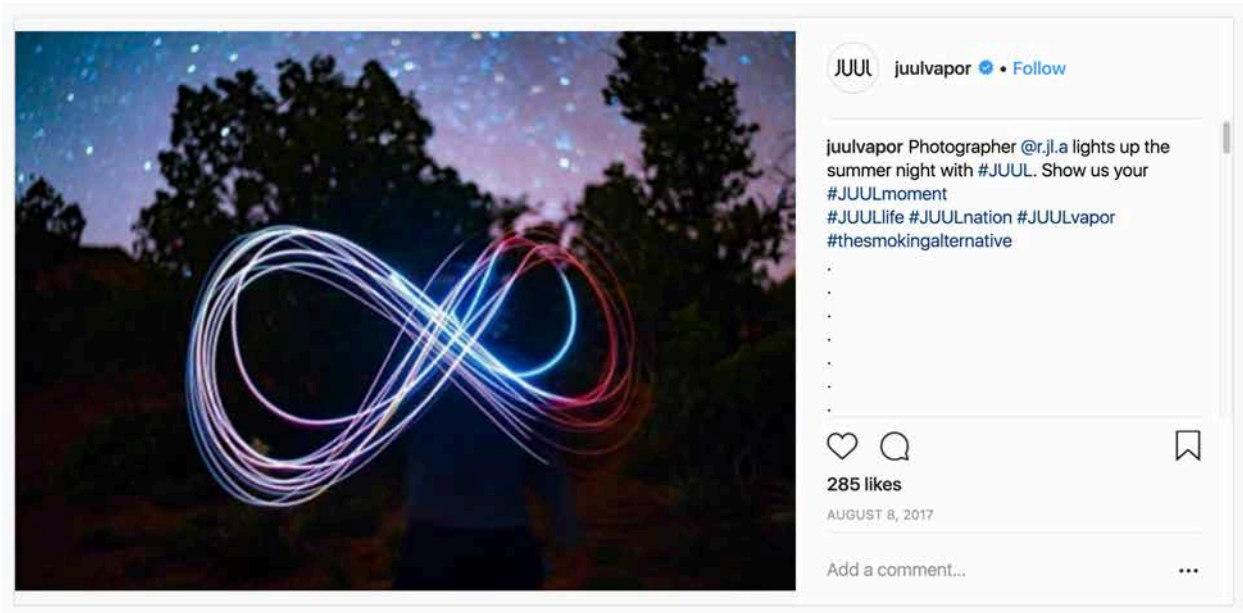 JUUL
juulvapor • Follow
juulvapor Photographer @r.jl.a lights up the
summer night with #JUUL. Show us your
#JUULmoment
#JUULlife #JUULnation #JUULvapor
#thesmokingalternative
.
.
.
.
.
.
.
285 likes
AUGUST 8, 2017
Add a comment...